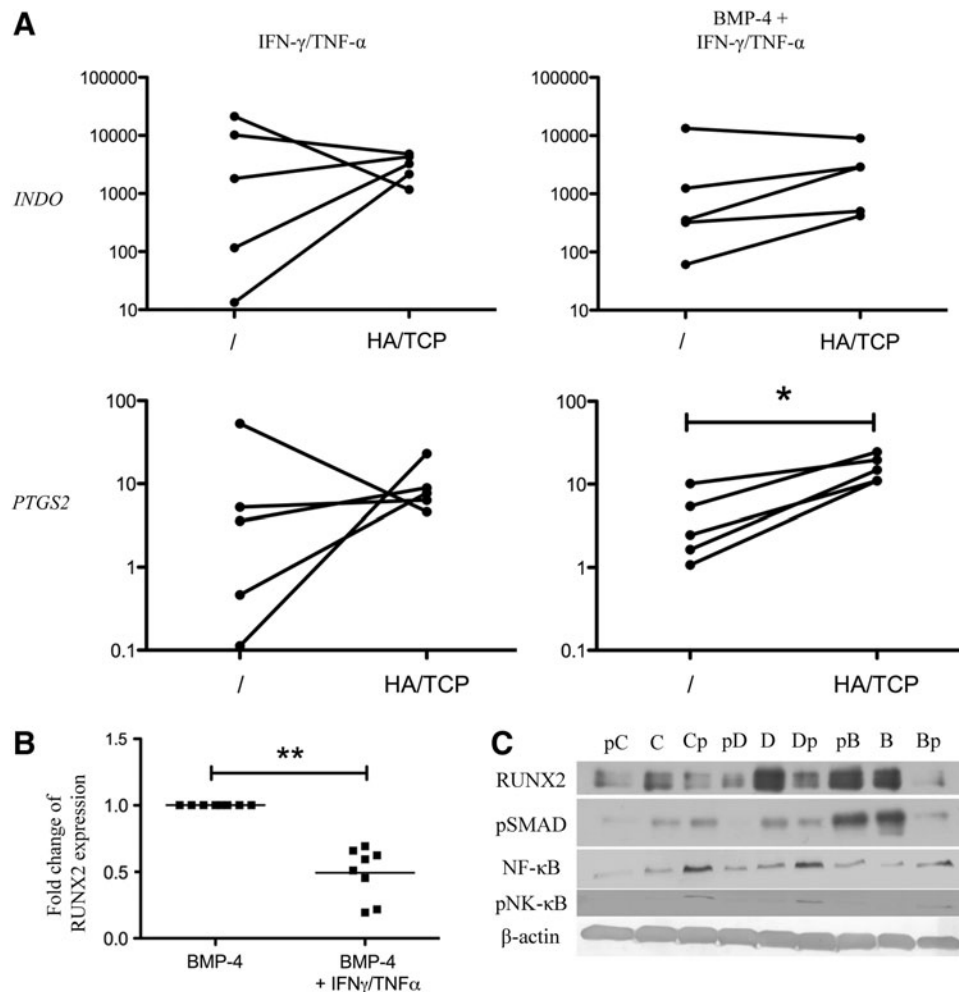 A
IFN-γ/TNF-α
BMP-4 +
IFN-γ/TNF-α
INDO
100000
10000
1000
100
10
/
HA/TCP
100000
10000
1000
100
10
/
HA/TCP
PTGS2
100
10
1
0.1
/
HA/TCP
100
10
1
0.1
*
/
HA/TCP
B
Fold change of
RUNX2 expression
1.5
1.0
0.5
0.0
**
BMP-4
BMP-4
+ IFNγ/TNFα
C
pC C Cp pD D Dp pB B Bp
RUNX2
pSMAD
NF-κB
pNK-κB
β-actin